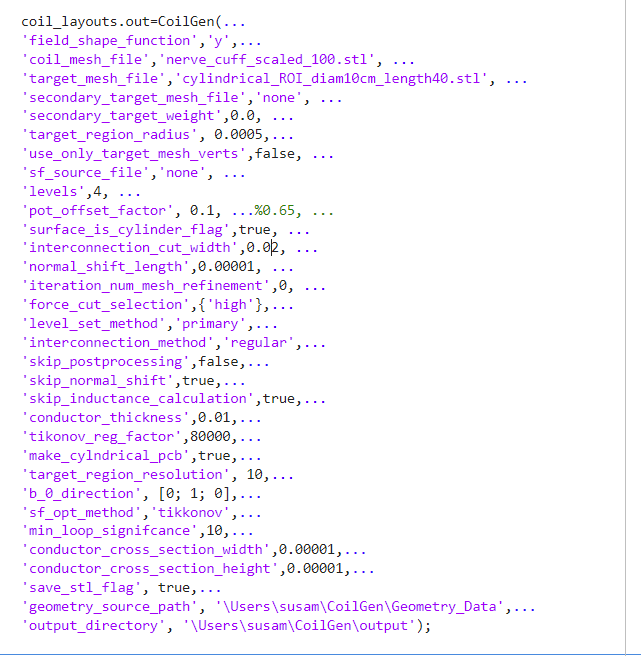 coil_layouts.out=CoilGen(...
'field_shape_function','y',...
'coil_mesh_file','nerve_cuff_scaled_100.stl', ...
'target_mesh_file','cylindrical_ROI_diam10cm_length40.stl', ...
'secondary_target_mesh_file','none', ...
'secondary_target_weight',0.0, ...
'target_region_radius', 0.0005,...
'use_only_target_mesh_verts',false, ...
'sf_source_file','none', ...
'levels',4, ...
'pot_offset_factor', 0.1, ...%0.65, ...
'surface_is_cylinder_flag',true, ...
'interconnection_cut_width',0.02, ...
'normal_shift_length',0.00001, ...
'iteration_num_mesh_refinement',0, ...
'force_cut_selection',{'high'},...
'level_set_method','primary',...
'interconnection_method','regular',...
'skip_postprocessing',false,...
'skip_normal_shift',true,...
'skip_inductance_calculation',true,...
'conductor_thickness',0.01,...
'tikonov_reg_factor',80000,...
'make_cylndrical_pcb',true,...
'target_region_resolution', 10,...
'b_0_direction', [0; 1; 0],...
'sf_opt_method','tikkonov',...
'min_loop_signifcance',10,...
'conductor_cross_section_width',0.00001,...
'conductor_cross_section_height',0.00001,...
'save_stl_flag', true,...
'geometry_source_path', '\Users\susam\CoilGen\Geometry_Data',...
'output_directory', '\Users\susam\CoilGen\output');